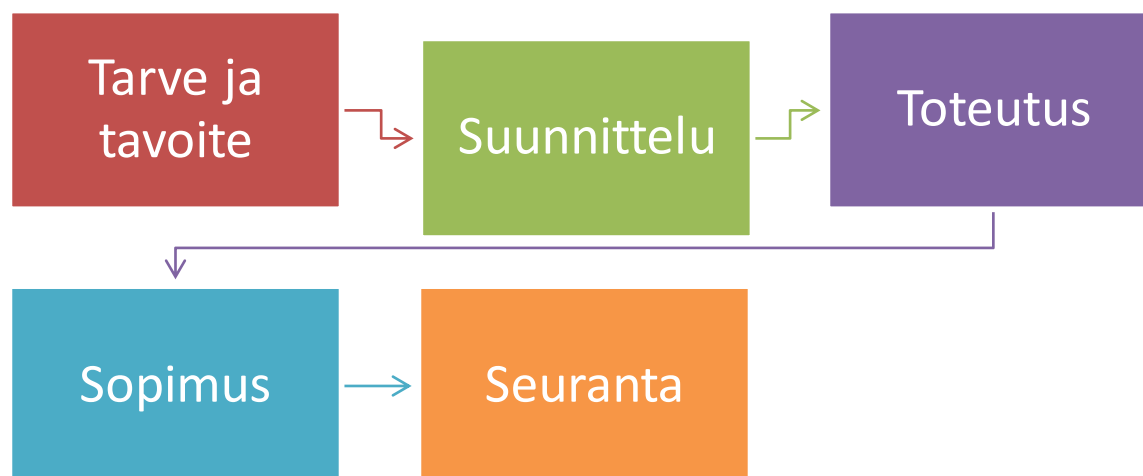 Tarve ja
tavoite
Suunnittelu
Toteutus
Sopimus
Seuranta